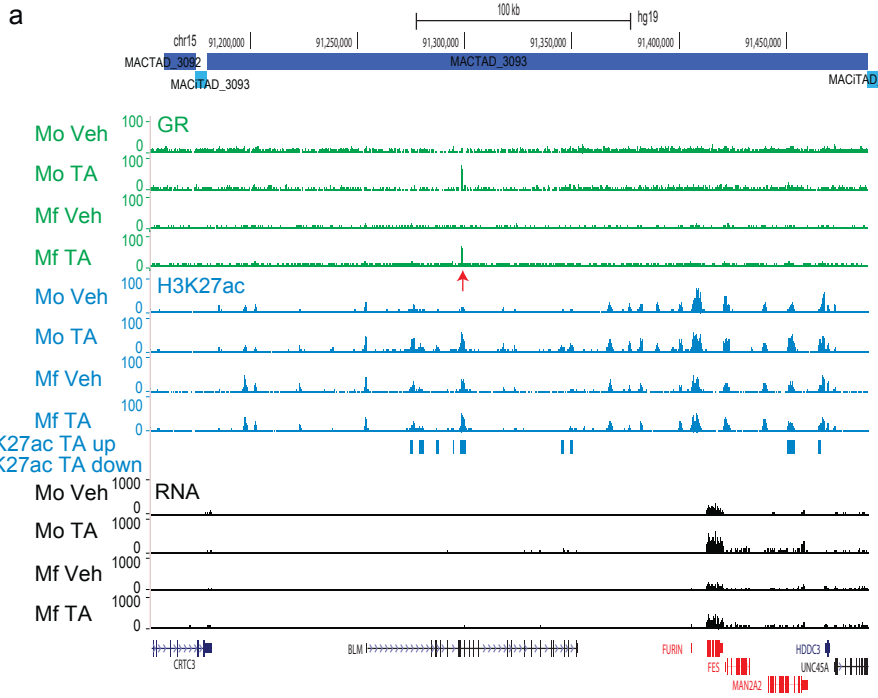 a
100 kb hg19
chr15 91,200,000 91,250,000 91,300,000 91,350,000 91,400,000 91,450,000
MACTAD_3092 MACTAD_3093
MACiTAD_3093 MACiTAD_
100 GR
Mo Veh
0
100
Mo TA
0
100
Mf Veh
0
100
Mf TA
0
100 H3K27ac
Mo Veh
0
100
Mo TA
0
100
Mf Veh
0
100
Mf TA
0
K27ac TA up
K27ac TA down
Mo Veh 1000 RNA
0
1000
Mo TA
0
1000
Mf Veh
0
1000
Mf TA
0
CRTC3 BLM FURIN HDDC3
FES UNC45A
MAN2A2